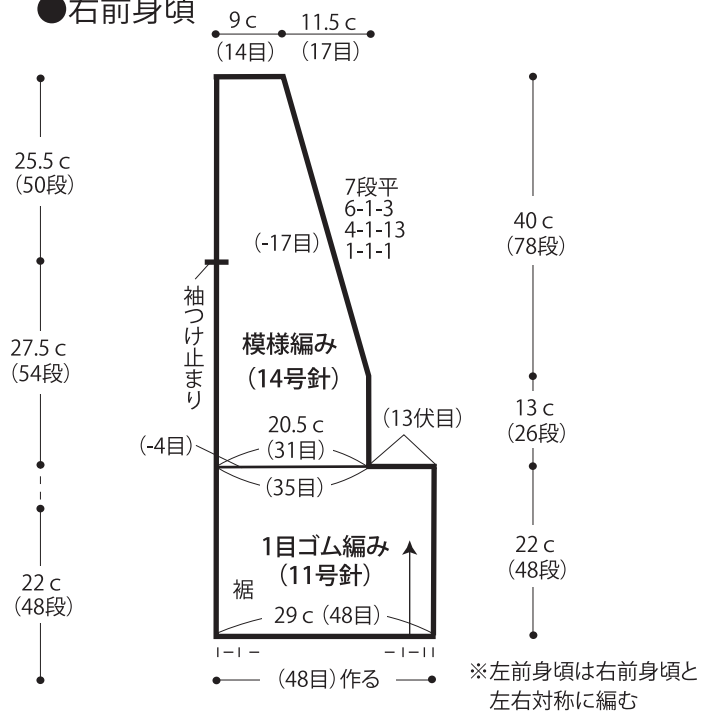 ●右前身頃
9 c
(14目)
11.5 c
(17目)
25.5 c
(50段)
27.5 c
(54段)
22 c
(48段)
7段平
6-1-3
4-1-13
1-1-1
(-17目)
袖つけ止まり
模様編み
(14号針)
20.5 c
(31目)
(-4目)
(35目)
(13伏目)
1目ゴム編み
(11号針)
裾
29 c (48目)
|-|- -|-||
(48目) 作る
40 c
(78段)
13 c
(26段)
22 c
(48段)
※左前身頃は右前身頃と
左右対称に編む